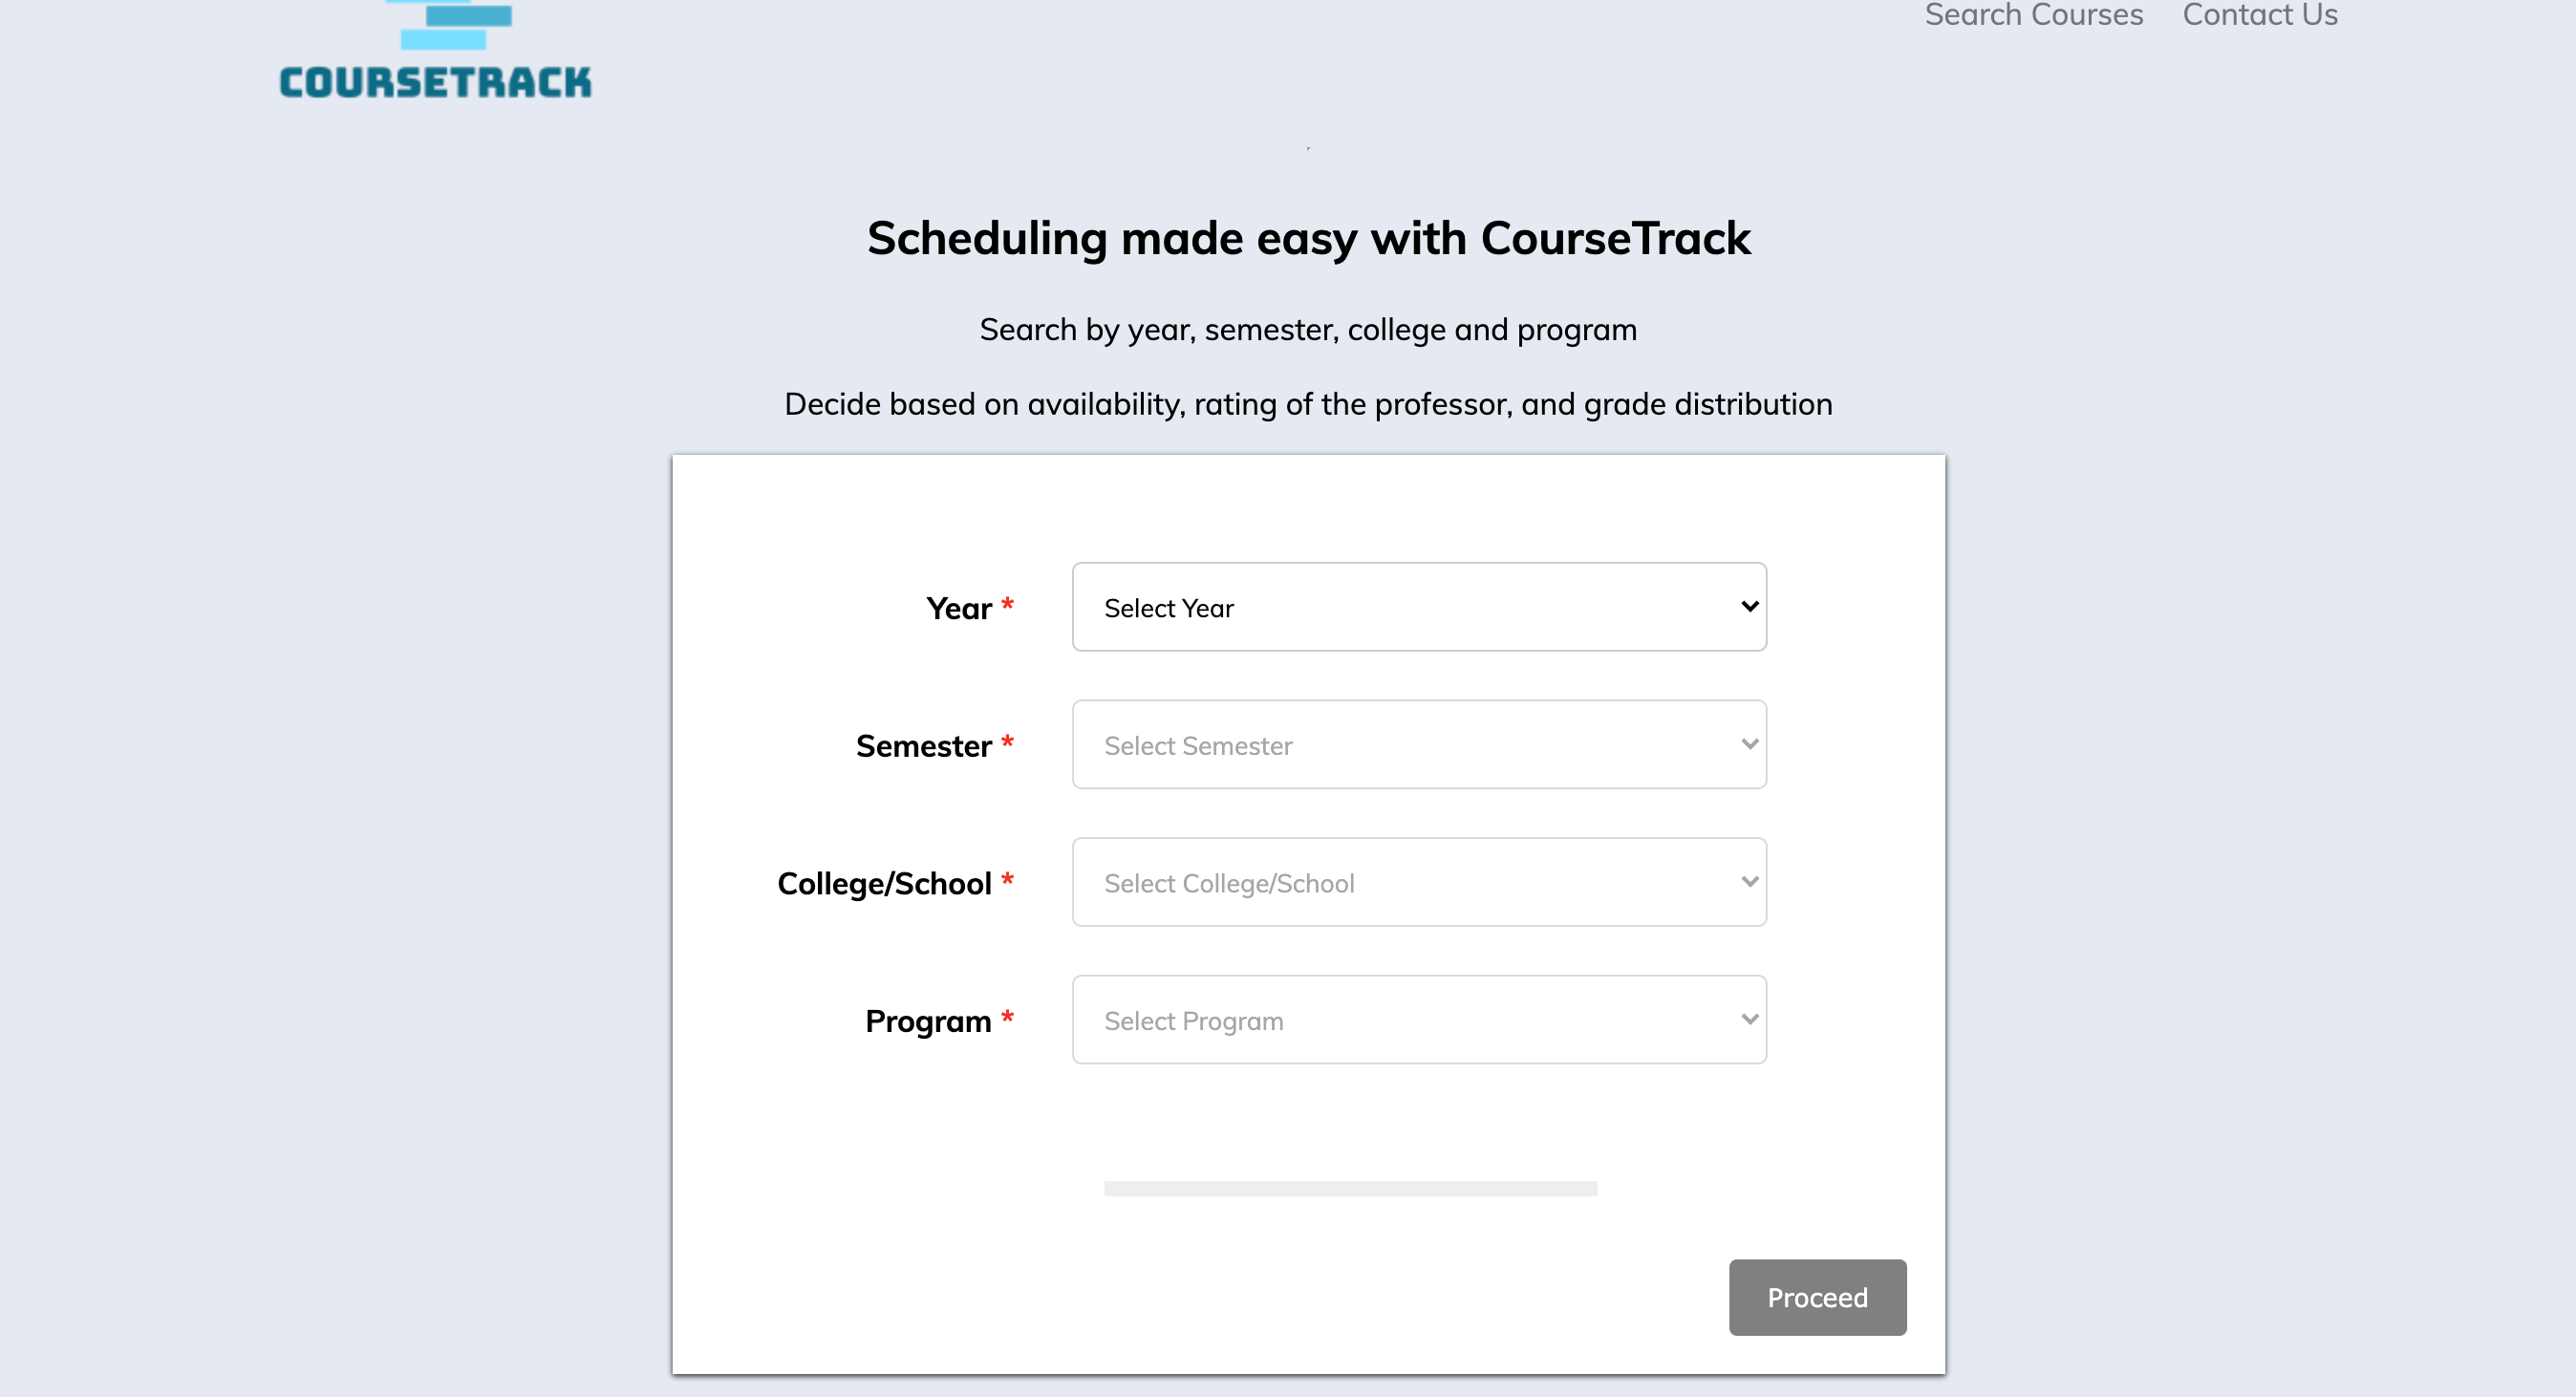 Search Courses Contact Us
COURSETRACK
Scheduling made easy with CourseTrack
Search by year, semester, college and program
Decide based on availability, rating of the professor, and grade distribution
Year * Select Year
Semester * Select Semester
College/School * Select College/School
Program * Select Program
Proceed